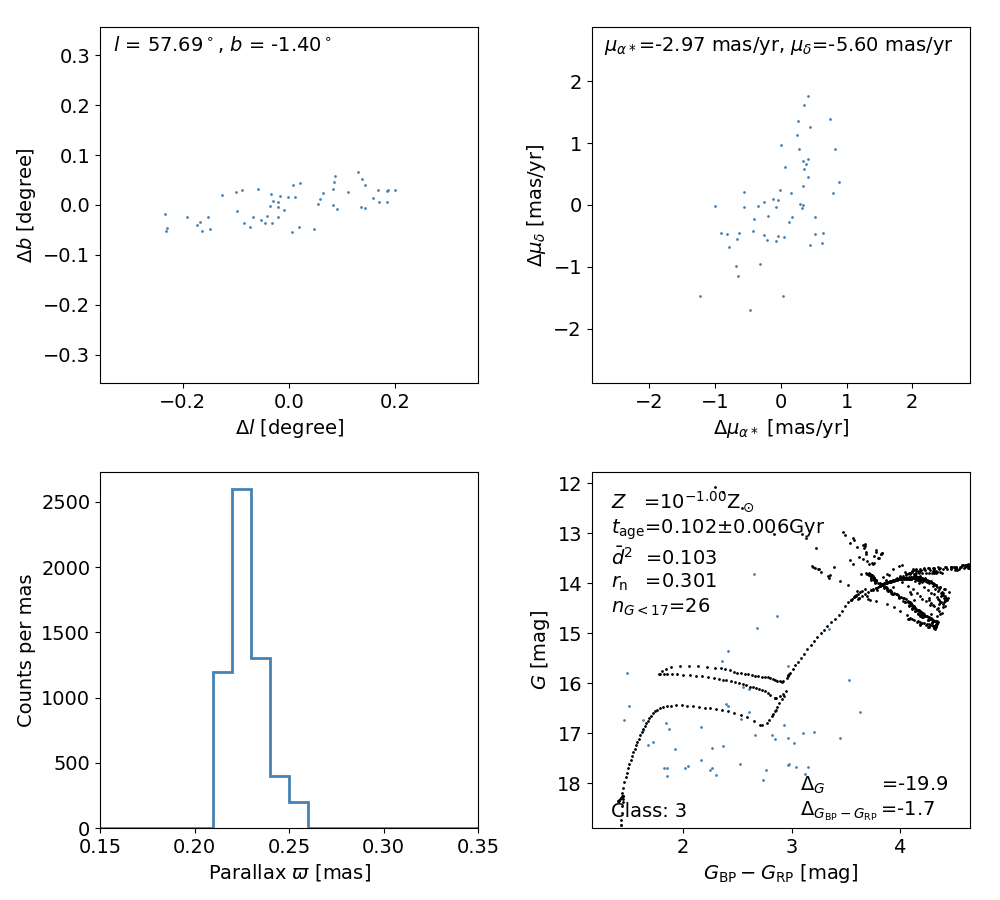 l = 57.69°, b = -1.40°
0.3
0.2
0.1
0.0
−0.1
−0.2
−0.3
Δb [degree]
−0.2 0.0 0.2
Δl [degree]
μα*=-2.97 mas/yr, μδ=-5.60 mas/yr
2
1
0
−1
−2
Δμδ [mas/yr]
−2 −1 0 1 2
Δμα* [mas/yr]
2500
2000
1500
1000
500
0
Counts per mas
0.15 0.20 0.25 0.30 0.35
Parallax ϖ [mas]
12
13
14
15
16
17
18
G [mag]
Z =10^−1.00 Z⊙
tage=0.102±0.006Gyr
d̄² =0.103
rn =0.301
nG<17=26
ΔG =-19.9
ΔGBP−GRP =-1.7
Class: 3
2 3 4
GBP − GRP [mag]